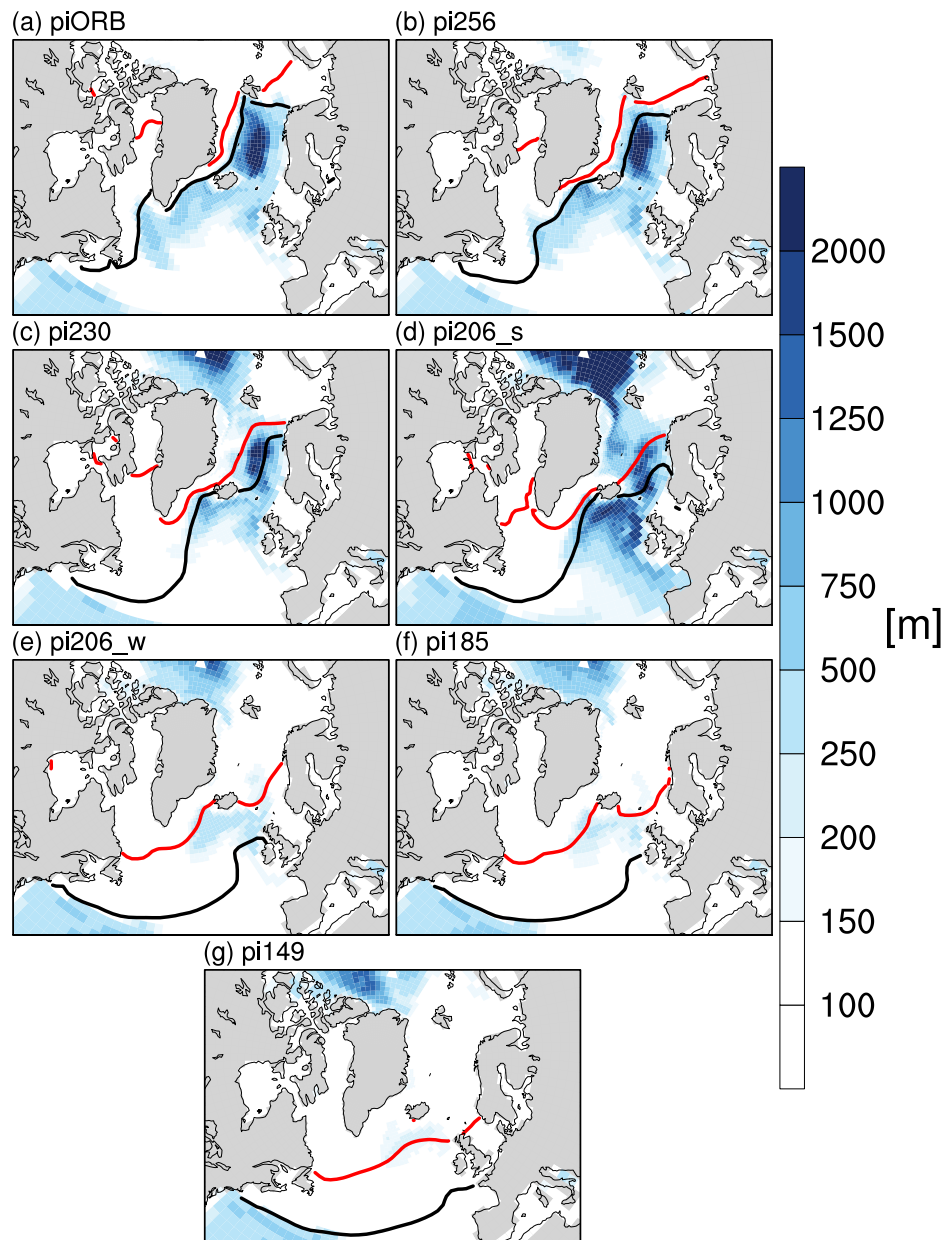 (a) piORB
(b) pi256
(c) pi230
(d) pi206_s
(e) pi206_w
(f) pi185
(g) pi149
2000
1500
1250
1000
750
500
250
200
150
100
[m]